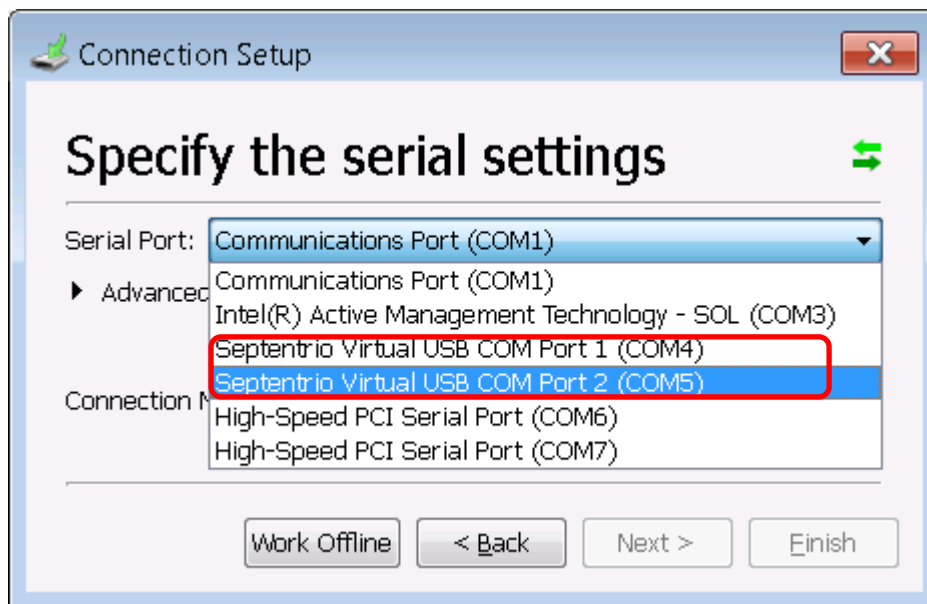 Connection Setup
Specify the serial settings
Serial Port: Communications Port (COM1)
Communications Port (COM1)
Advanced
Intel(R) Active Management Technology - SOL (COM3)
Septentrio Virtual USB COM Port 1 (COM4)
Septentrio Virtual USB COM Port 2 (COM5)
Connection
High-Speed PCI Serial Port (COM6)
High-Speed PCI Serial Port (COM7)
Work Offline
< Back
Next >
Finish